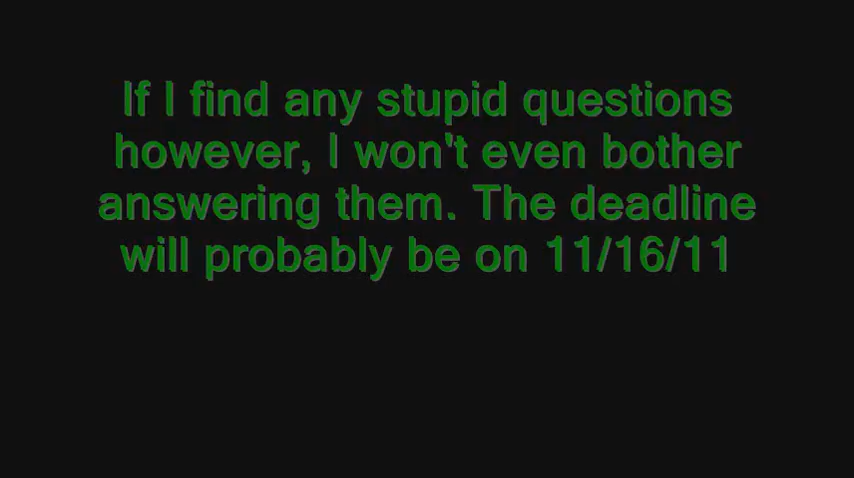 If I find any stupid questions
however, I won't even bother
answering them. The deadline
will probably be on 11/16/11